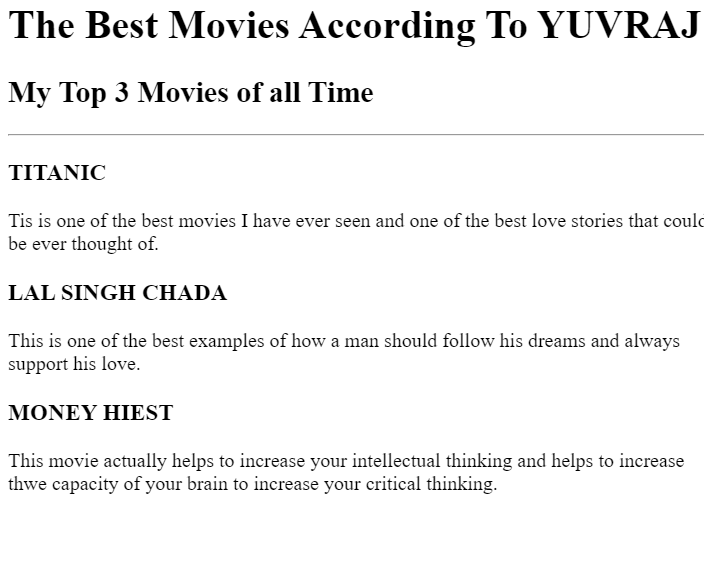 The Best Movies According To YUVRAJ
My Top 3 Movies of all Time
TITANIC
Tis is one of the best movies I have ever seen and one of the best love stories that could
be ever thought of.
LAL SINGH CHADA
This is one of the best examples of how a man should follow his dreams and always
support his love.
MONEY HIEST
This movie actually helps to increase your intellectual thinking and helps to increase
thwe capacity of your brain to increase your critical thinking.